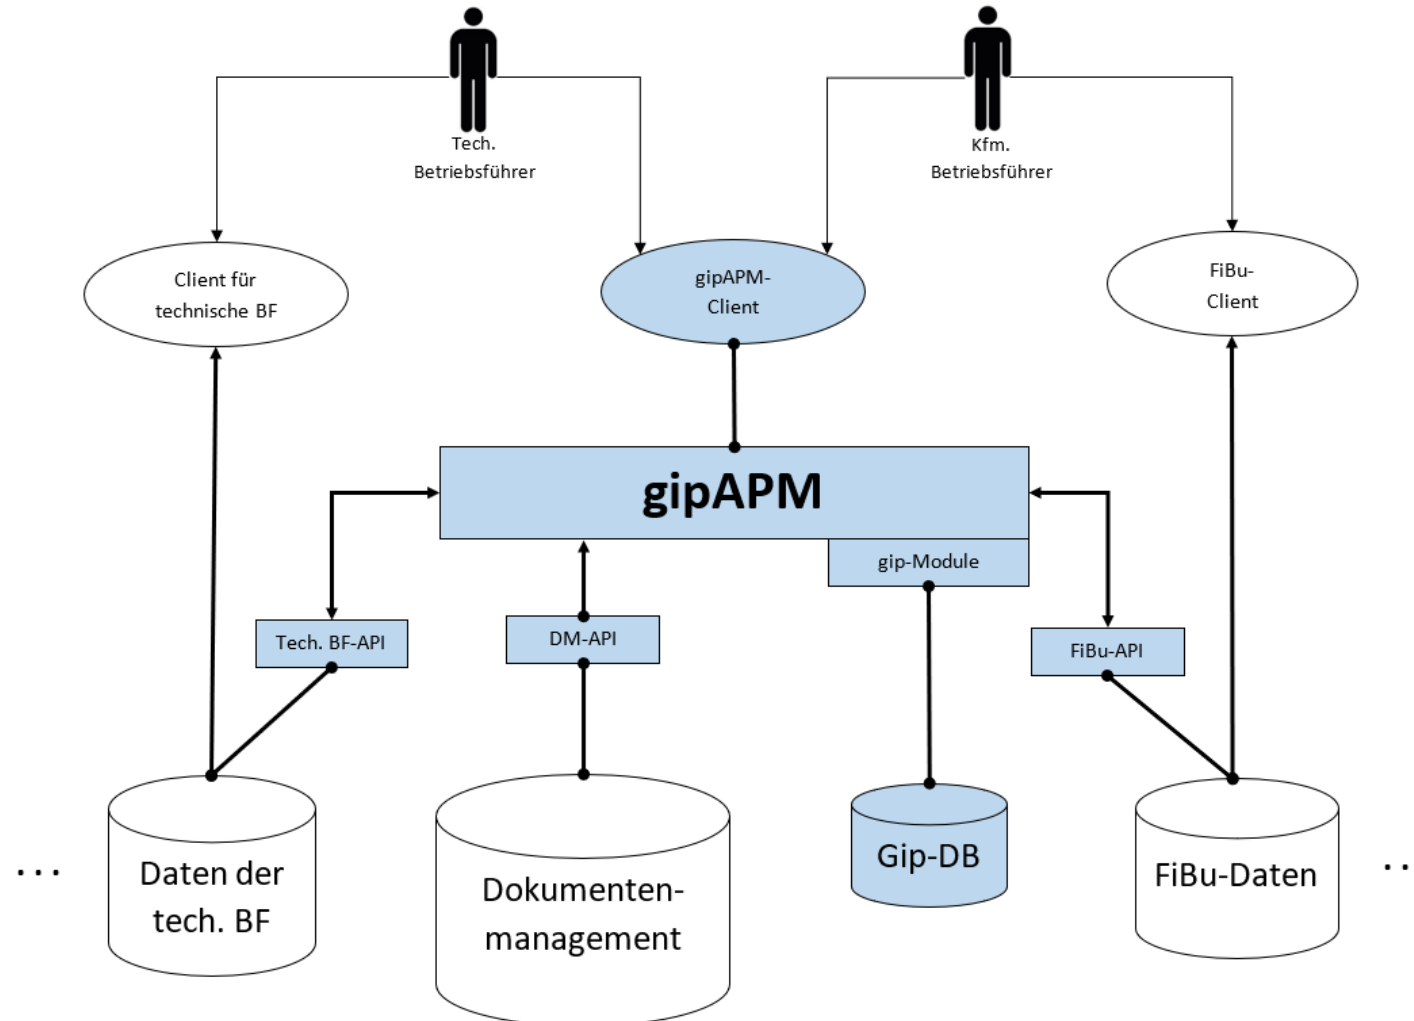 Tech.
Betriebsführer
Kfm.
Betriebsführer
Client für
technische BF
gipAPM-
Client
FiBu-
Client
gipAPM
gip-Module
Tech. BF-API
DM-API
FiBu-API
Daten der
tech. BF
Dokumenten-
management
Gip-DB
FiBu-Daten
...
..